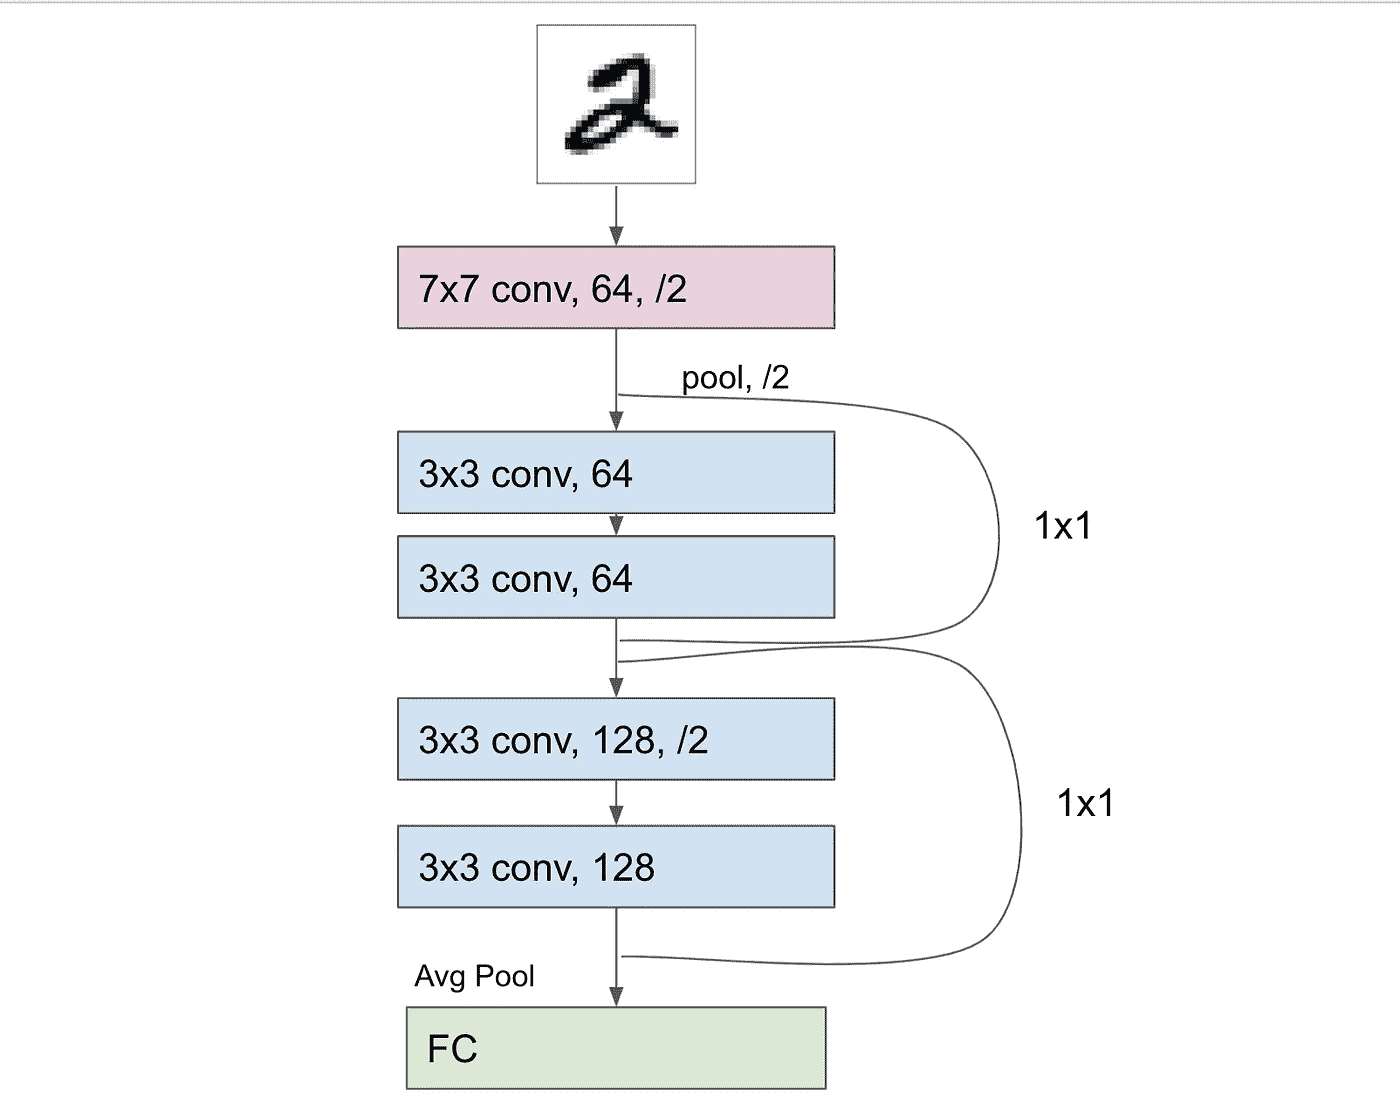 2
7x7 conv, 64, /2
pool, /2
3x3 conv, 64
1x1
3x3 conv, 64
3x3 conv, 128, /2
1x1
3x3 conv, 128
Avg Pool
FC